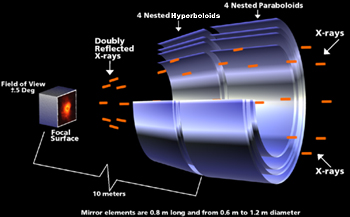 4 Nested Paraboloids
4 Nested Hyperboloids
X-rays
Doubly
Reflected
X-rays
Field of View
±.5 Deg
Focal
Surface
X-rays
10 meters
Mirror elements are 0.8 m long and from 0.6 m to 1.2 m diameter